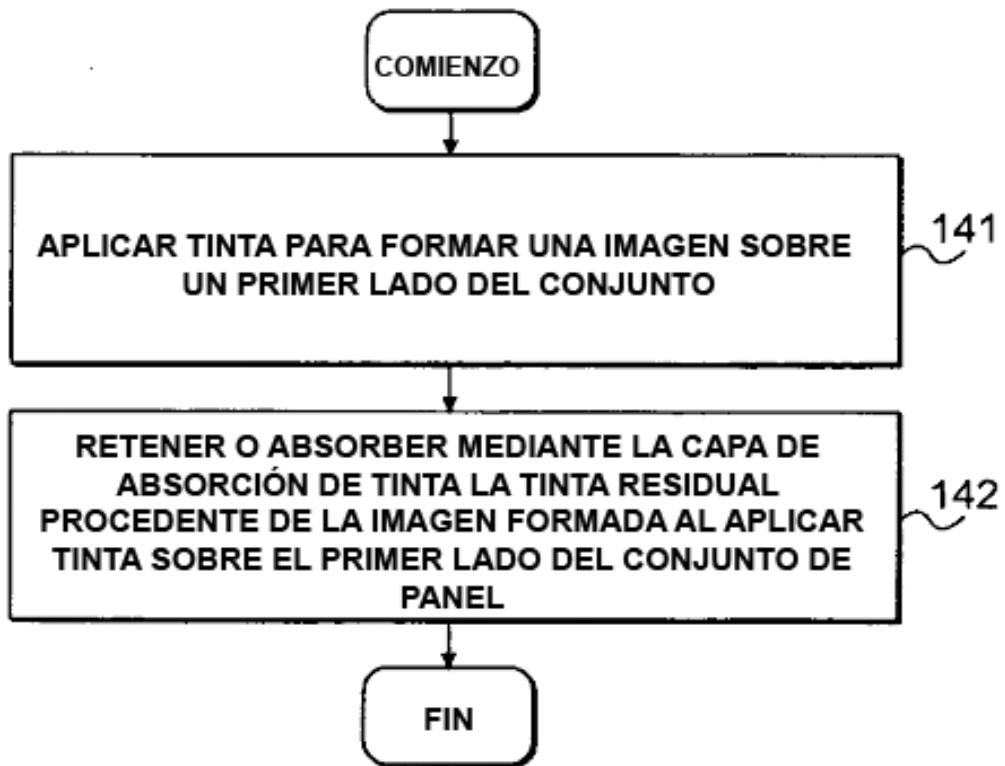 COMIENZO
APLICAR TINTA PARA FORMAR UNA IMAGEN SOBRE
UN PRIMER LADO DEL CONJUNTO
141
RETENER O ABSORBER MEDIANTE LA CAPA DE
ABSORCIÓN DE TINTA LA TINTA RESIDUAL
PROCEDENTE DE LA IMAGEN FORMADA AL APLICAR
TINTA SOBRE EL PRIMER LADO DEL CONJUNTO DE
PANEL
142
FIN